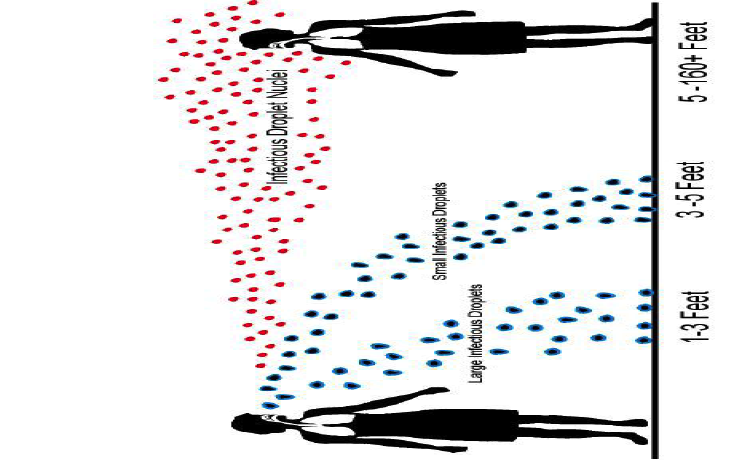 Infectious Droplet Nuclei
Small Infectious Droplets
Large Infectious Droplets
1-3 Feet
3 -5 Feet
5 -160+ Feet